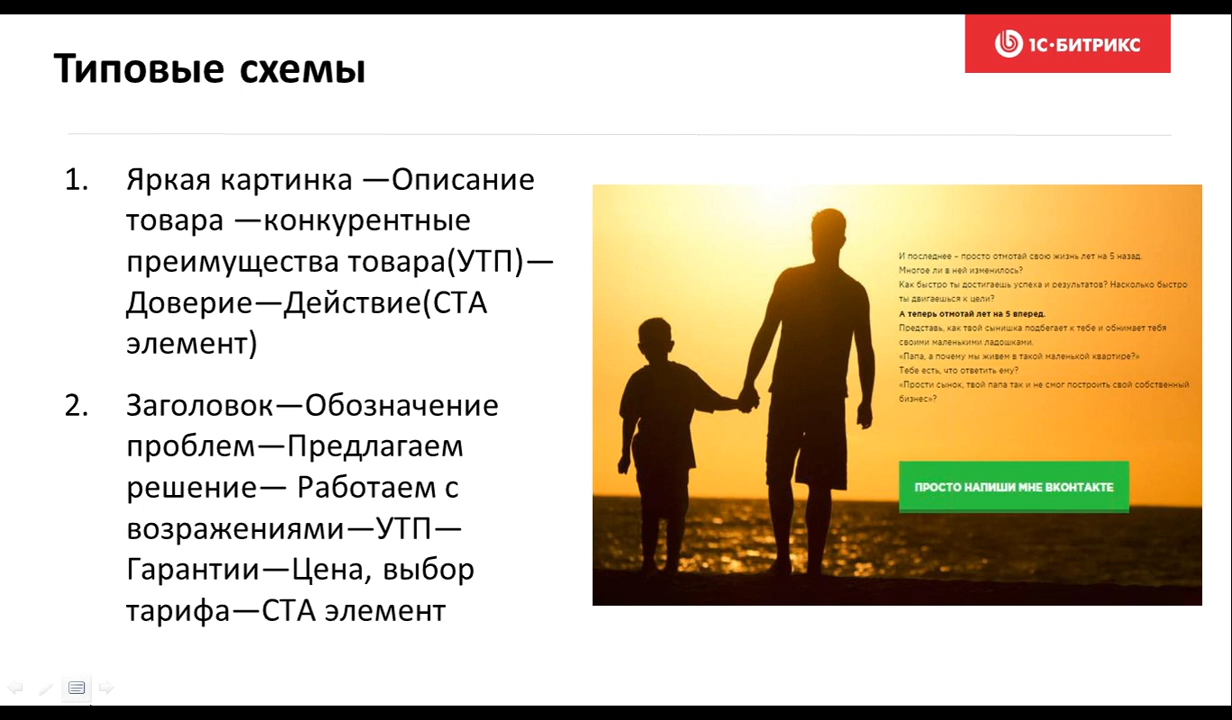 Типовые схемы
1С·БИТРИКС
1. Яркая картинка —Описание
товара —конкурентные
преимущества товара(УТП)—
Доверие—Действие(СТА
элемент)
2. Заголовок—Обозначение
проблем—Предлагаем
решение— Работаем с
возражениями—УТП—
Гарантии—Цена, выбор
тарифа—СТА элемент
И последнее – просто отмотай свою жизнь лет на 5 назад.
Многое ли в ней изменилось?
Как быстро ты достигаешь успеха и результатов? Насколько быстро
ты двигаешься к цели?
А теперь отмотай лет на 5 вперед.
Представь, как твой сынишка подбегает к тебе и обнимает тебя
своими маленькими ладошками.
«Папа, а почему мы живем в такой маленькой квартире?»
Тебе есть, что ответить ему?
«Прости сынок, твой папа так и не смог построить свой собственный
бизнес»?
ПРОСТО НАПИШИ МНЕ ВКОНТАКТЕ